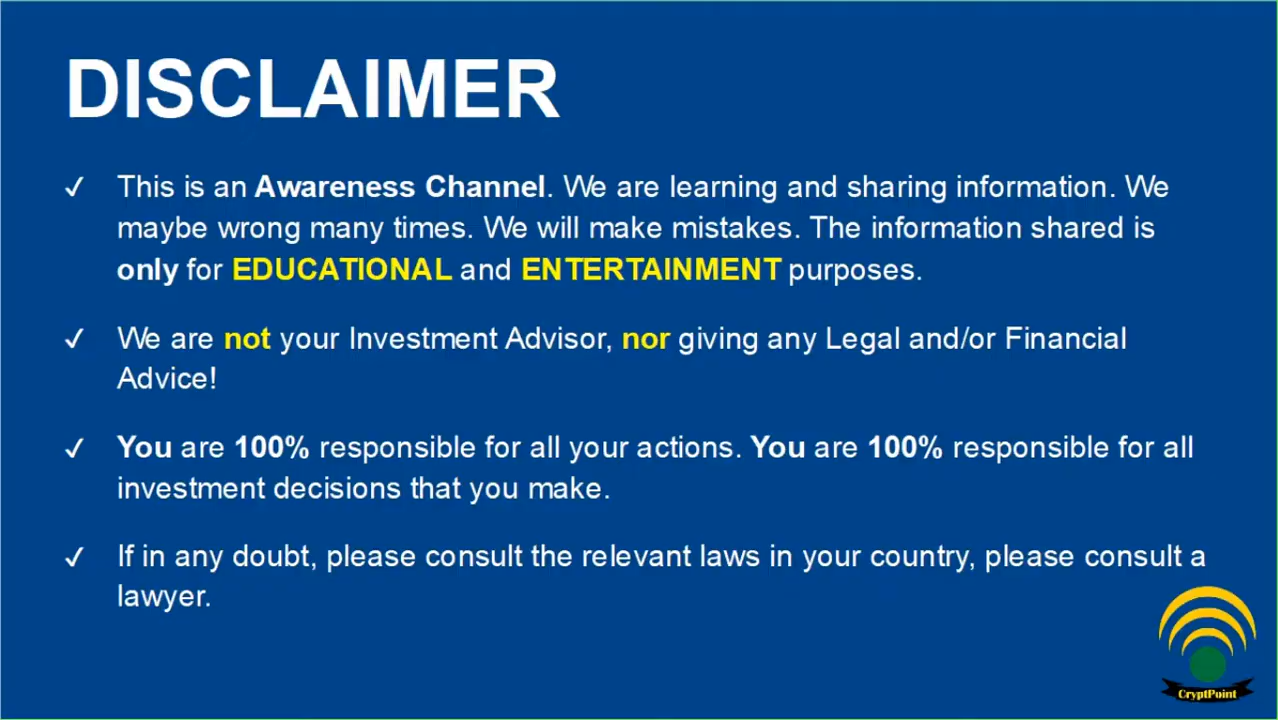 DISCLAIMER
✓ This is an Awareness Channel. We are learning and sharing information. We
maybe wrong many times. We will make mistakes. The information shared is
only for EDUCATIONAL and ENTERTAINMENT purposes.
✓ We are not your Investment Advisor, nor giving any Legal and/or Financial
Advice!
✓ You are 100% responsible for all your actions. You are 100% responsible for all
investment decisions that you make.
✓ If in any doubt, please consult the relevant laws in your country, please consult a
lawyer.
CryptPoint